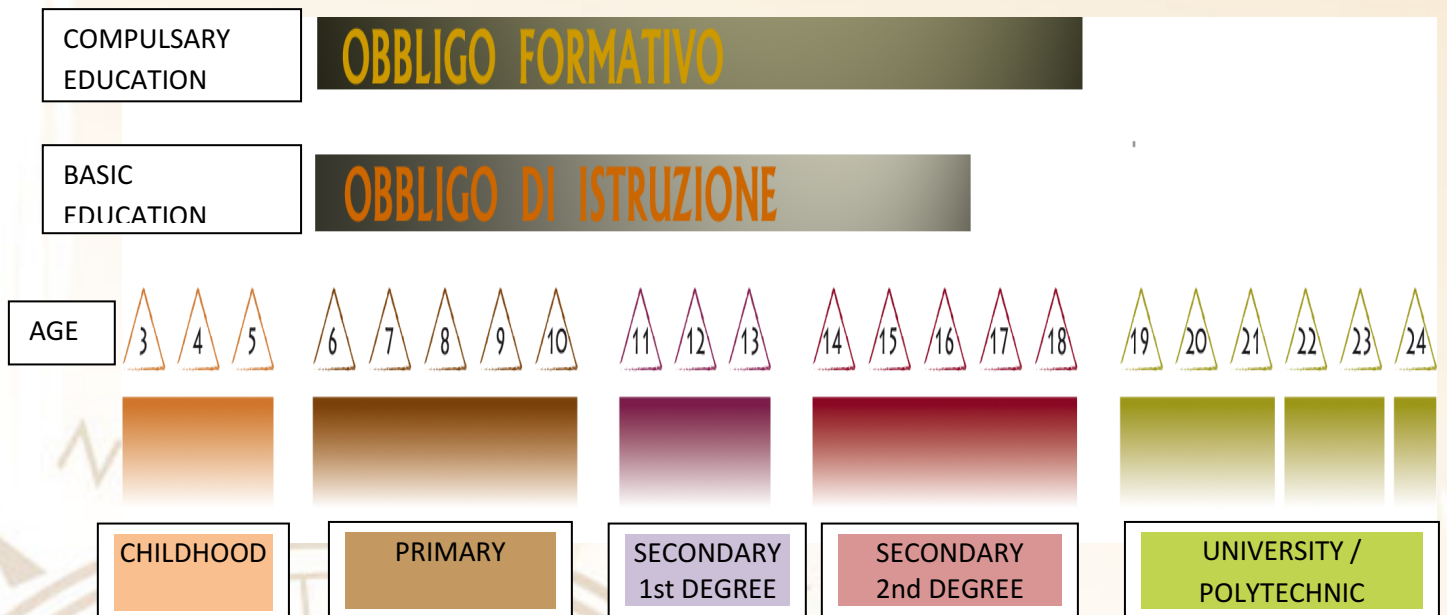 COMPULSARY
EDUCATION
OBBLIGO FORMATIVO
BASIC
EDUCATION
OBBLIGO DI ISTRUZIONE
AGE
3 4 5 6 7 8 9 10 11 12 13 14 15 16 17 18 19 20 21 22 23 24
CHILDHOOD
PRIMARY
SECONDARY
1st DEGREE
SECONDARY
2nd DEGREE
UNIVERSITY /
POLYTECHNIC